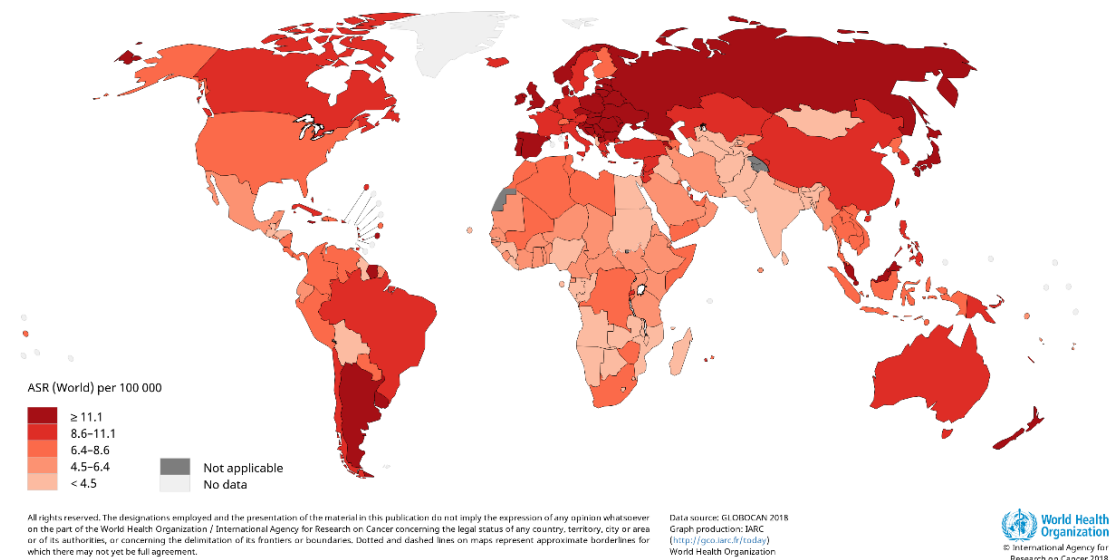 ASR (World) per 100 000
≥ 11.1
8.6–11.1
6.4–8.6
4.5–6.4
< 4.5
Not applicable
No data
All rights reserved. The designations employed and the presentation of the material in this publication do not imply the expression of any opinion whatsoever
on the part of the World Health Organization / International Agency for Research on Cancer concerning the legal status of any country, territory, city or area
or of its authorities, or concerning the delimitation of its frontiers or boundaries. Dotted and dashed lines on maps represent approximate borderlines for
which there may not yet be full agreement.
Data source: GLOBOCAN 2018
Graph production: IARC
(http://gco.iarc.fr/today)
World Health Organization
World Health
Organization
© International Agency for
Research on Cancer 2018